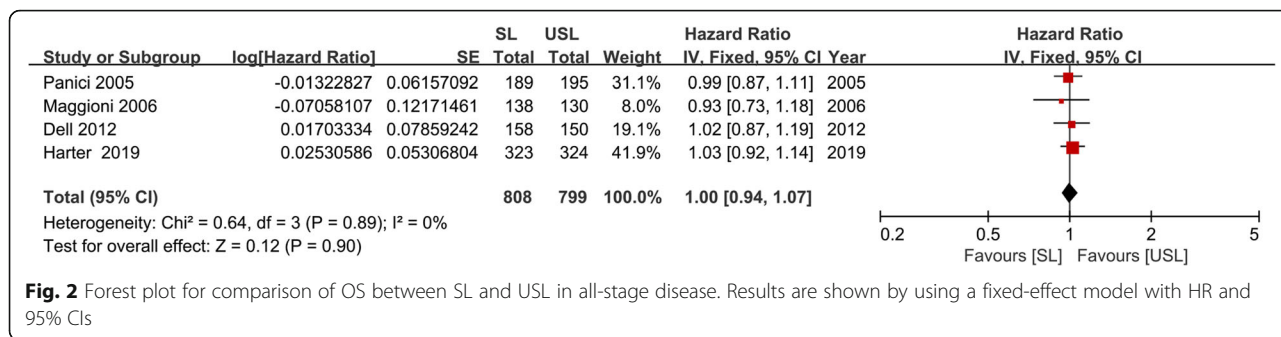 SL USL Hazard Ratio Hazard Ratio
Study or Subgroup log[Hazard Ratio] SE Total Total Weight IV, Fixed, 95% CI Year IV, Fixed, 95% CI
Panici 2005 -0.01322827 0.06157092 189 195 31.1% 0.99 [0.87, 1.11] 2005
Maggioni 2006 -0.07058107 0.12171461 138 130 8.0% 0.93 [0.73, 1.18] 2006
Dell 2012 0.01703334 0.07859242 158 150 19.1% 1.02 [0.87, 1.19] 2012
Harter 2019 0.02530586 0.05306804 323 324 41.9% 1.03 [0.92, 1.14] 2019
Total (95% CI) 808 799 100.0% 1.00 [0.94, 1.07]
Heterogeneity: Chi² = 0.64, df = 3 (P = 0.89); I² = 0%
Test for overall effect: Z = 0.12 (P = 0.90)
0.2 0.5 1 2 5
Favours [SL] Favours [USL]
Fig. 2 Forest plot for comparison of OS between SL and USL in all-stage disease. Results are shown by using a fixed-effect model with HR and
95% CIs